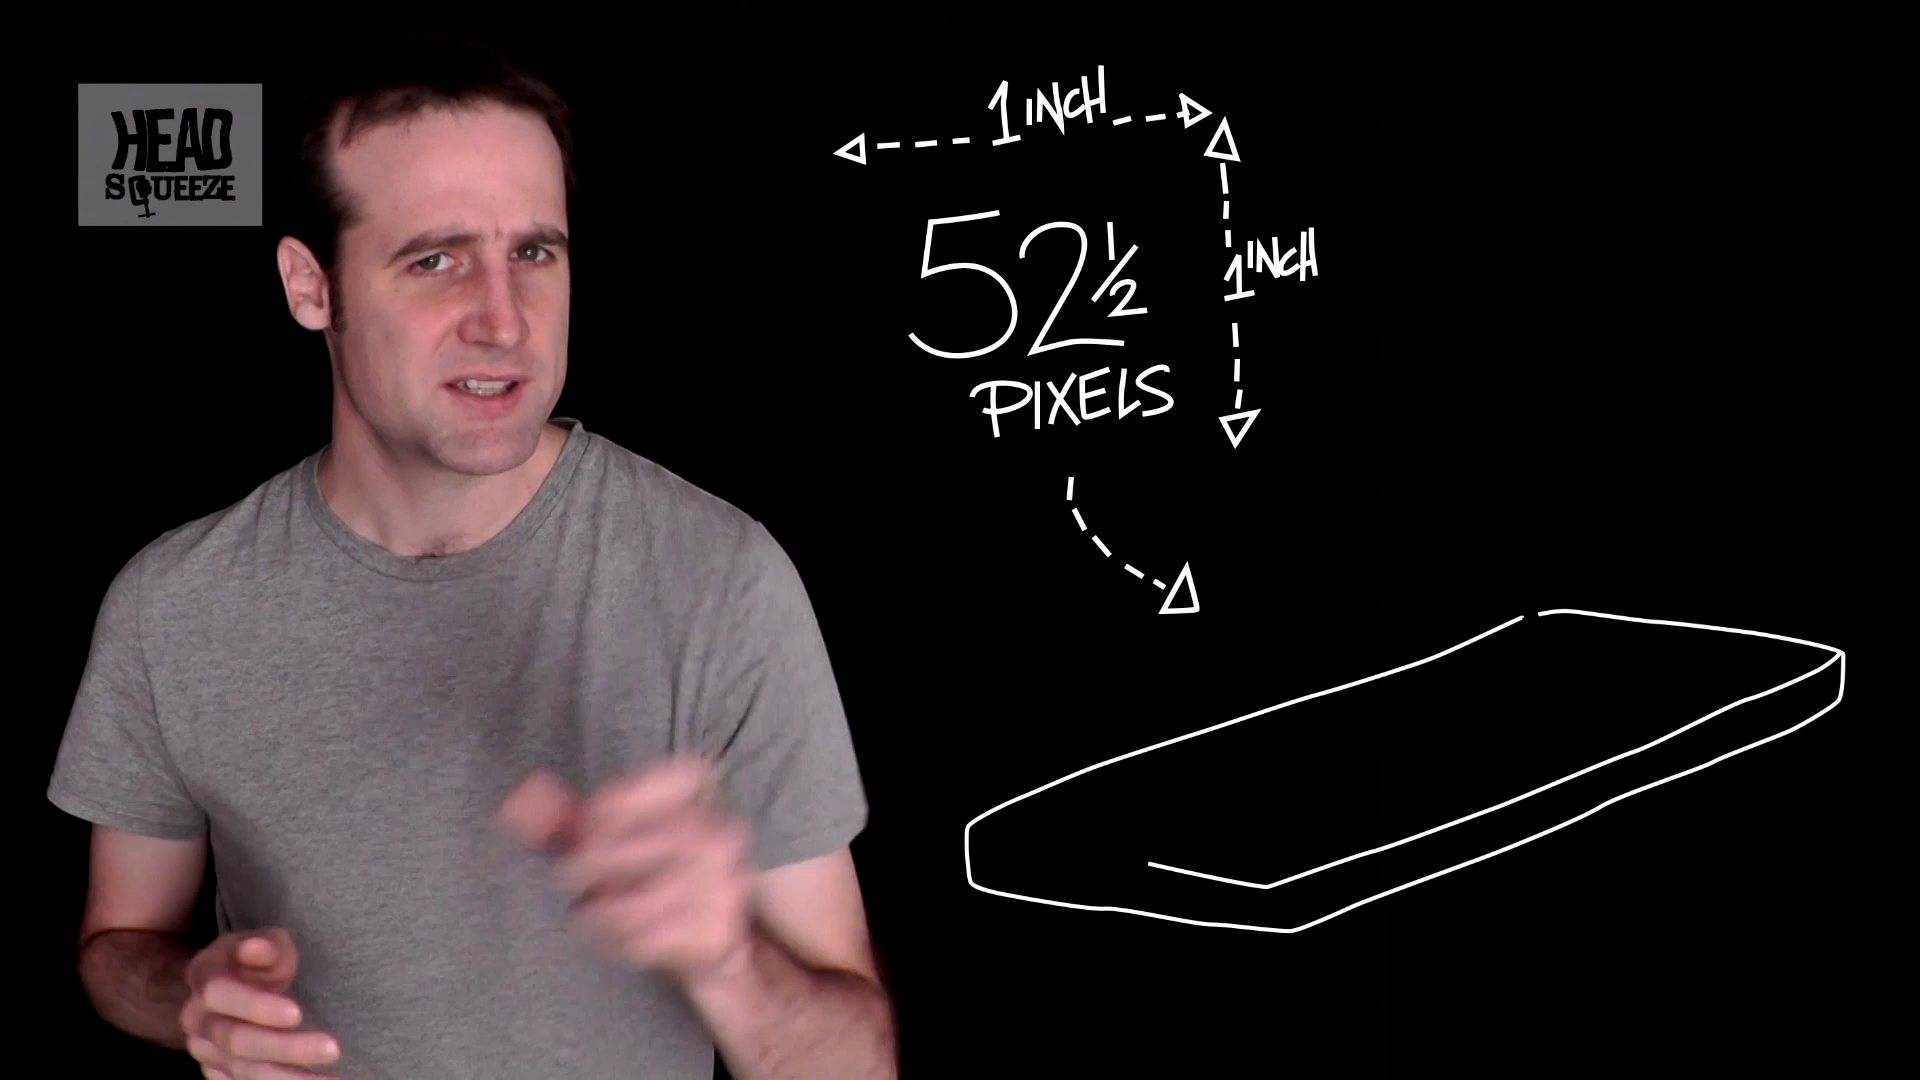 HEAD
SQUEEZE
1 INCH
52½
1 INCH
PIXELS